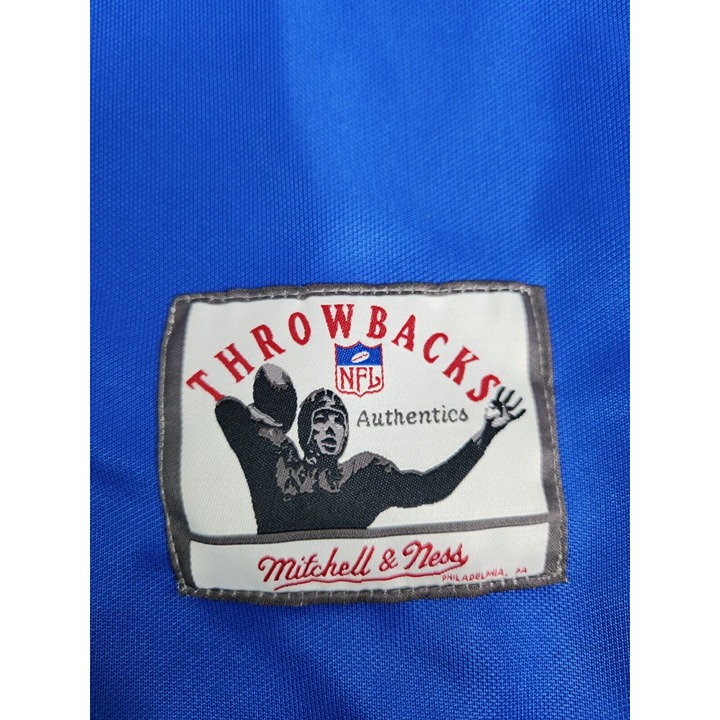 THROWBACKS
NFL
Authentics
Mitchell & Ness
PHILADELPHIA, PA